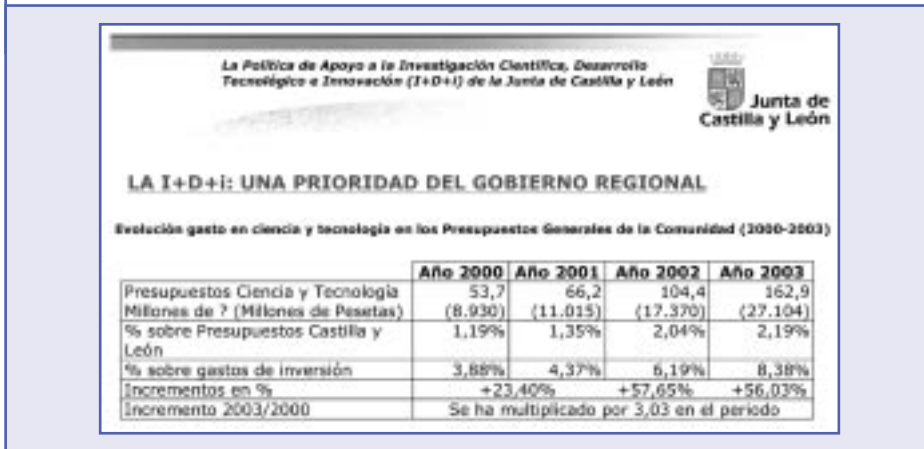 La Política de Apoyo a la Investigación Científica, Desarrollo
Tecnológico e Innovación (I+D+i) de la Junta de Castilla y León
Junta de
Castilla y León
LA I+D+i: UNA PRIORIDAD DEL GOBIERNO REGIONAL
Evolución gasto en ciencia y tecnología en los Presupuestos Generales de la Comunidad (2000-2003)
Año 2000 Año 2001 Año 2002 Año 2003
Presupuestos Ciencia y Tecnología 53,7 66,2 104,4 162,9
Millones de ? (Millones de Pesetas) (8.930) (11.015) (17.370) (27.104)
% sobre Presupuestos Castilla y 1,19% 1,35% 2,04% 2,19%
León
% sobre gastos de inversión 3,88% 4,37% 6,19% 8,38%
Incrementos en % +23,40% +57,65% +56,03%
Incremento 2003/2000 Se ha multiplicado por 3,03 en el periodo